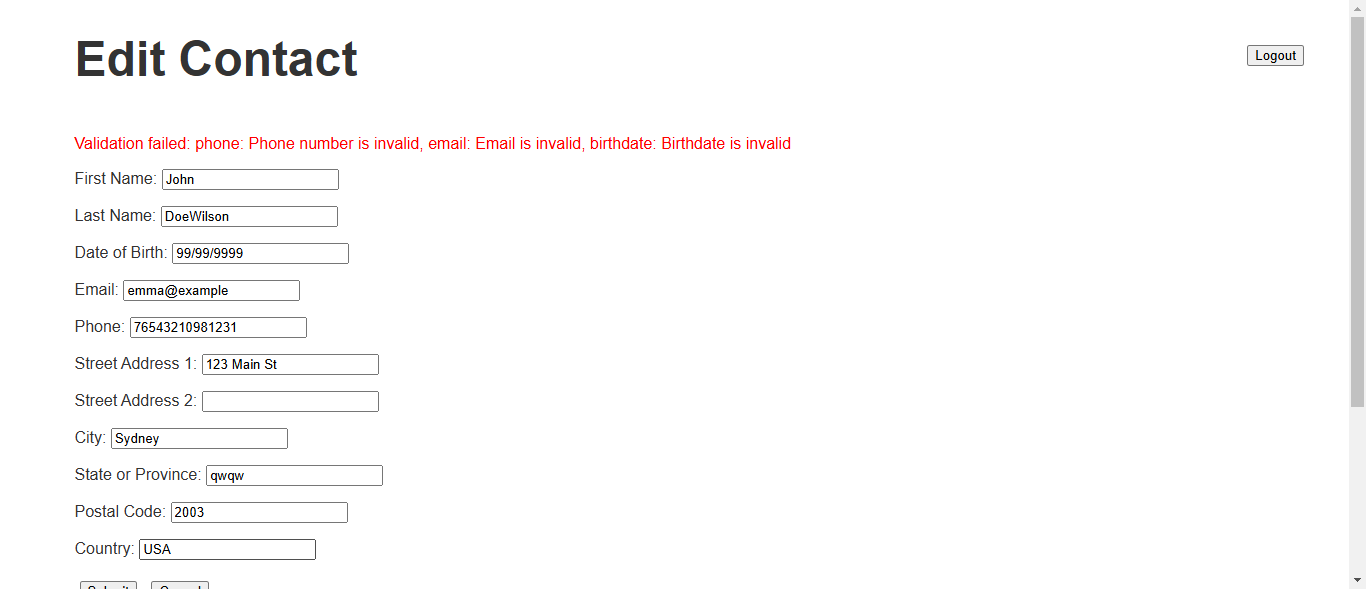 Edit Contact
Logout
Validation failed: phone: Phone number is invalid, email: Email is invalid, birthdate: Birthdate is invalid
First Name: John
Last Name: DoeWilson
Date of Birth: 99/99/9999
Email: emma@example
Phone: 76543210981231
Street Address 1: 123 Main St
Street Address 2:
City: Sydney
State or Province: qwqw
Postal Code: 2003
Country: USA
Submit Cancel